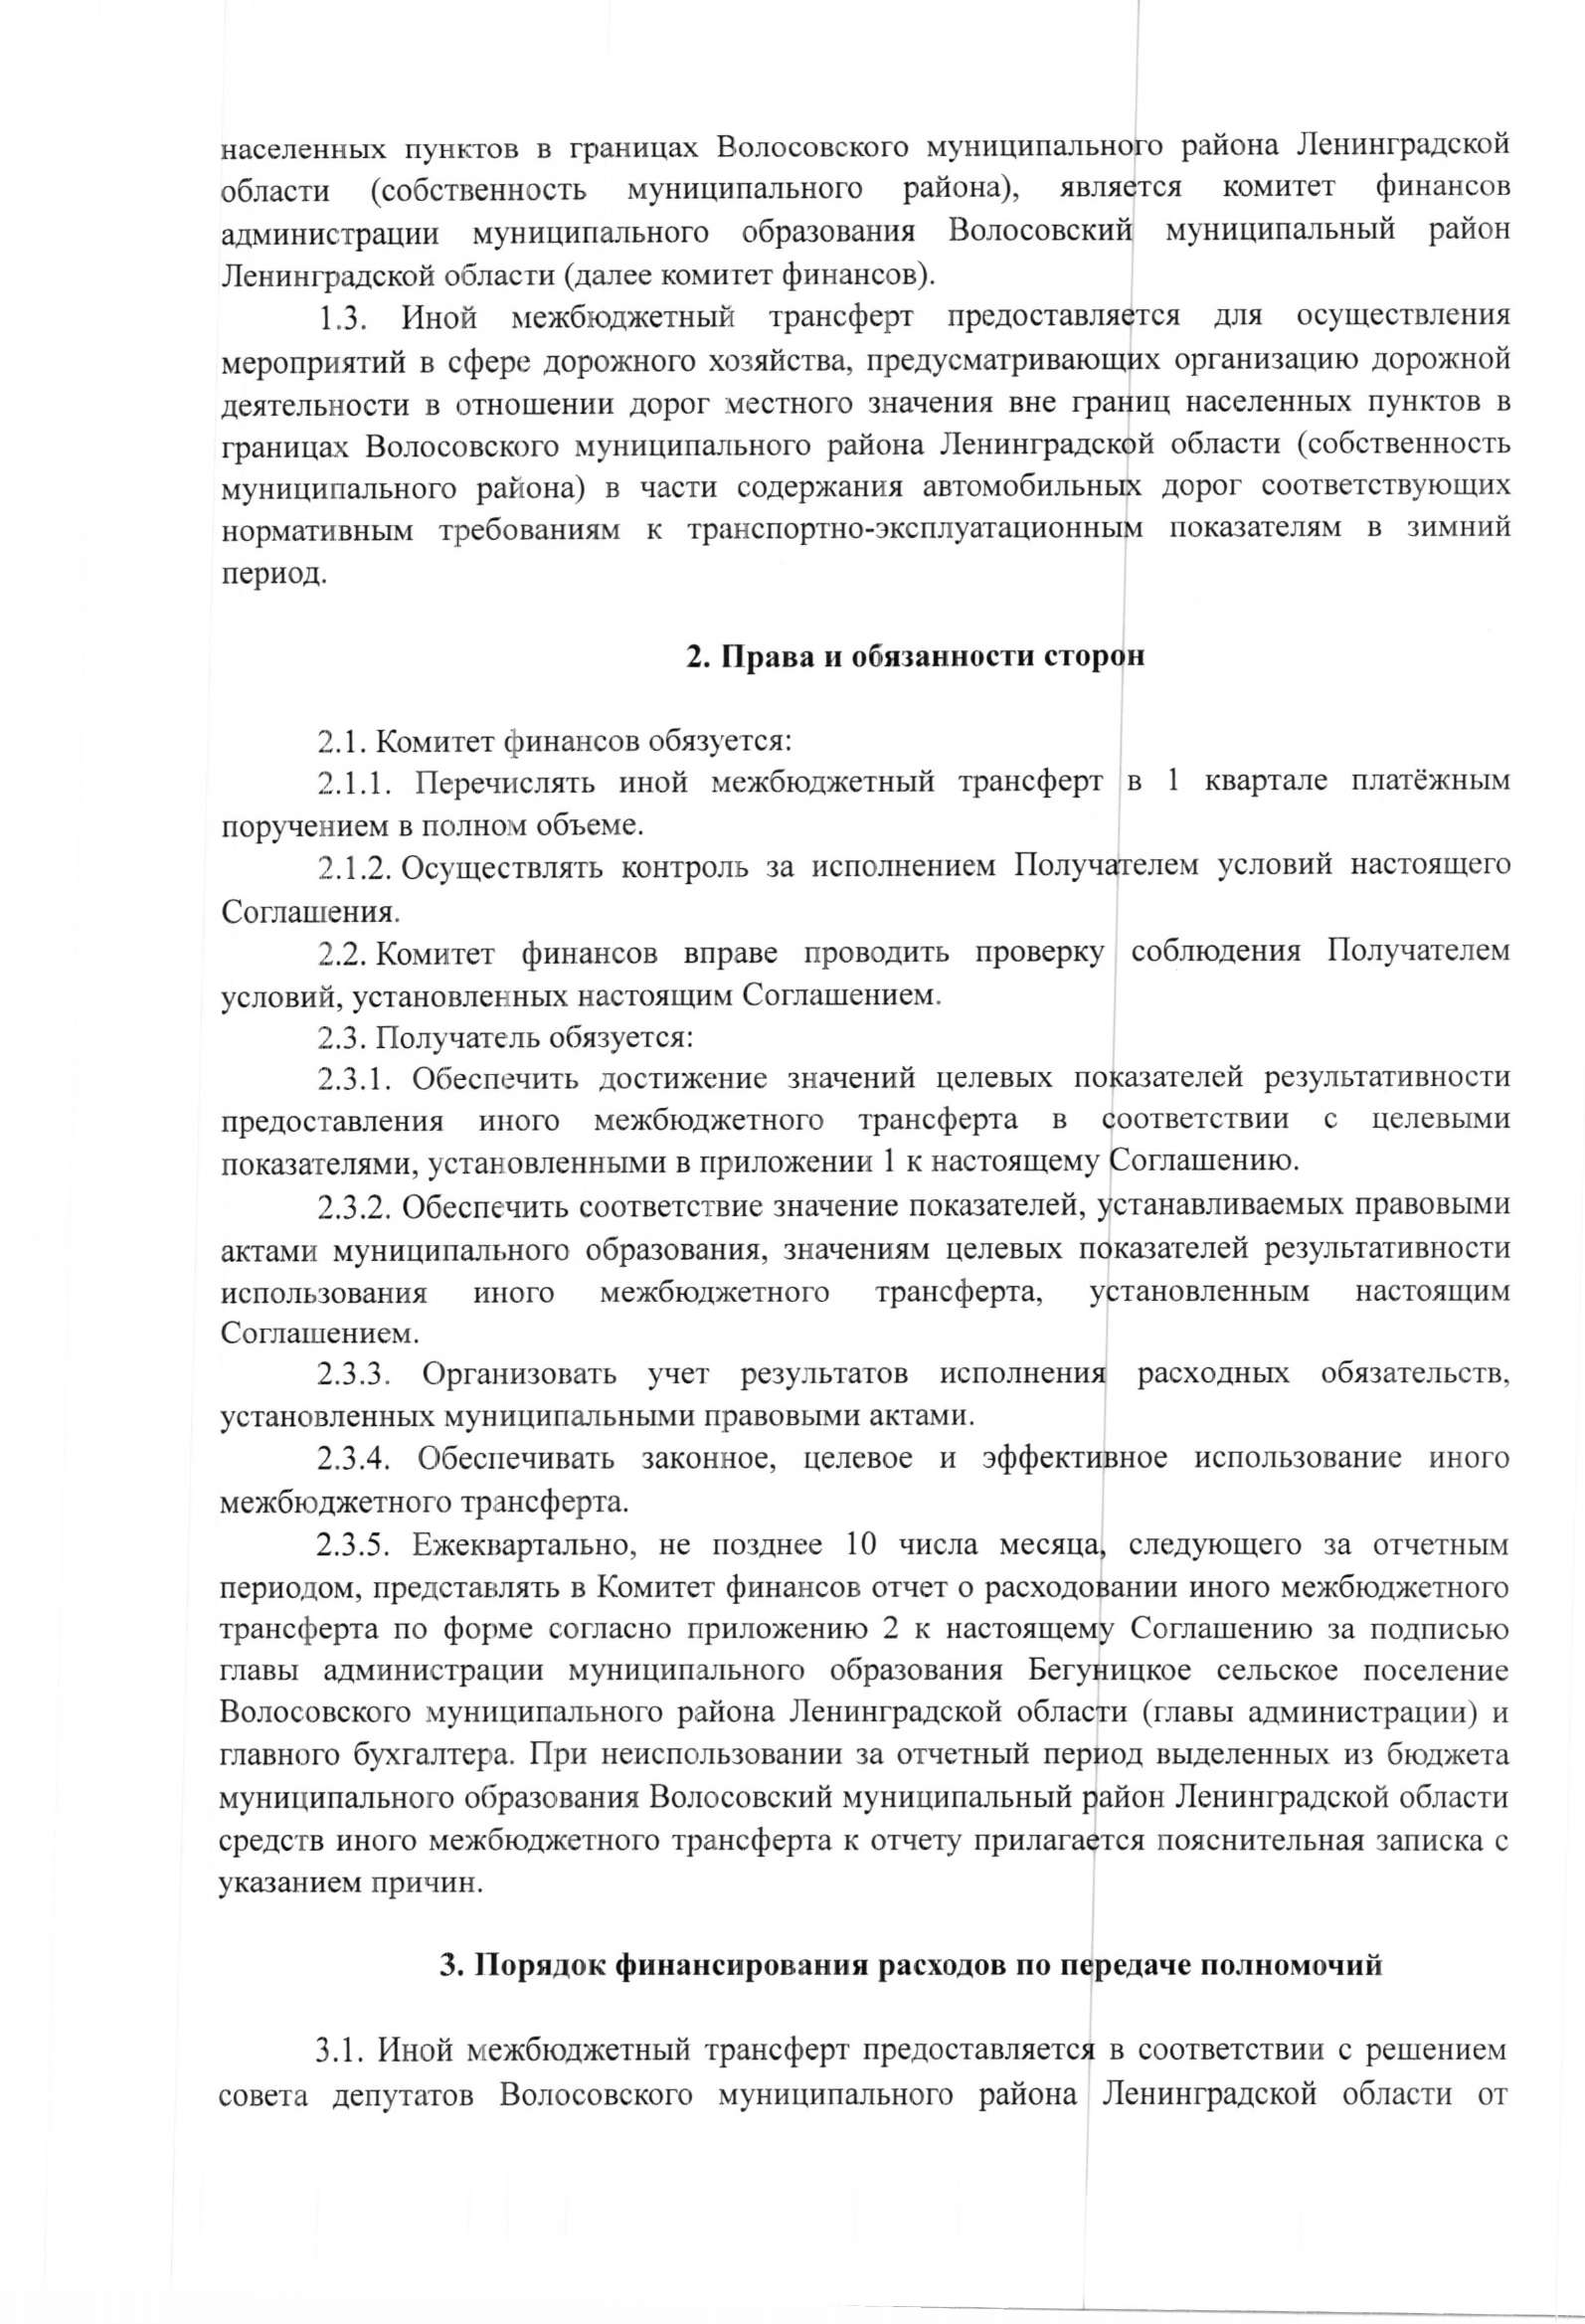 населенных пунктов в границах Волосовского муниципального района Ленинградской
области (собственность муниципального района), является комитет финансов
администрации муниципального образования Волосовский муниципальный район
Ленинградской области (далее комитет финансов).
1.3. Иной межбюджетный трансферт предоставляется для осуществления
мероприятий в сфере дорожного хозяйства, предусматривающих организацию дорожной
деятельности в отношении дорог местного значения вне границ населенных пунктов в
границах Волосовского муниципального района Ленинградской области (собственность
муниципального района) в части содержания автомобильных дорог соответствующих
нормативным требованиям к транспортно-эксплуатационным показателям в зимний
период.
2. Права и обязанности сторон
2.1. Комитет финансов обязуется:
2.1.1. Перечислять иной межбюджетный трансферт в 1 квартале платёжным
поручением в полном объеме.
2.1.2. Осуществлять контроль за исполнением Получателем условий настоящего
Соглашения.
2.2. Комитет финансов вправе проводить проверку соблюдения Получателем
условий, установленных настоящим Соглашением.
2.3. Получатель обязуется:
2.3.1. Обеспечить достижение значений целевых показателей результативности
предоставления иного межбюджетного трансферта в соответствии с целевыми
показателями, установленными в приложении 1 к настоящему Соглашению.
2.3.2. Обеспечить соответствие значение показателей, устанавливаемых правовыми
актами муниципального образования, значениям целевых показателей результативности
использования иного межбюджетного трансферта, установленным настоящим
Соглашением.
2.3.3. Организовать учет результатов исполнения расходных обязательств,
установленных муниципальными правовыми актами.
2.3.4. Обеспечивать законное, целевое и эффективное использование иного
межбюджетного трансферта.
2.3.5. Ежеквартально, не позднее 10 числа месяца, следующего за отчетным
периодом, представлять в Комитет финансов отчет о расходовании иного межбюджетного
трансферта по форме согласно приложению 2 к настоящему Соглашению за подписью
главы администрации муниципального образования Бегуницкое сельское поселение
Волосовского муниципального района Ленинградской области (главы администрации) и
главного бухгалтера. При неиспользовании за отчетный период выделенных из бюджета
муниципального образования Волосовский муниципальный район Ленинградской области
средств иного межбюджетного трансферта к отчету прилагается пояснительная записка с
указанием причин.
3. Порядок финансирования расходов по передаче полномочий
3.1. Иной межбюджетный трансферт предоставляется в соответствии с решением
совета депутатов Волосовского муниципального района Ленинградской области от